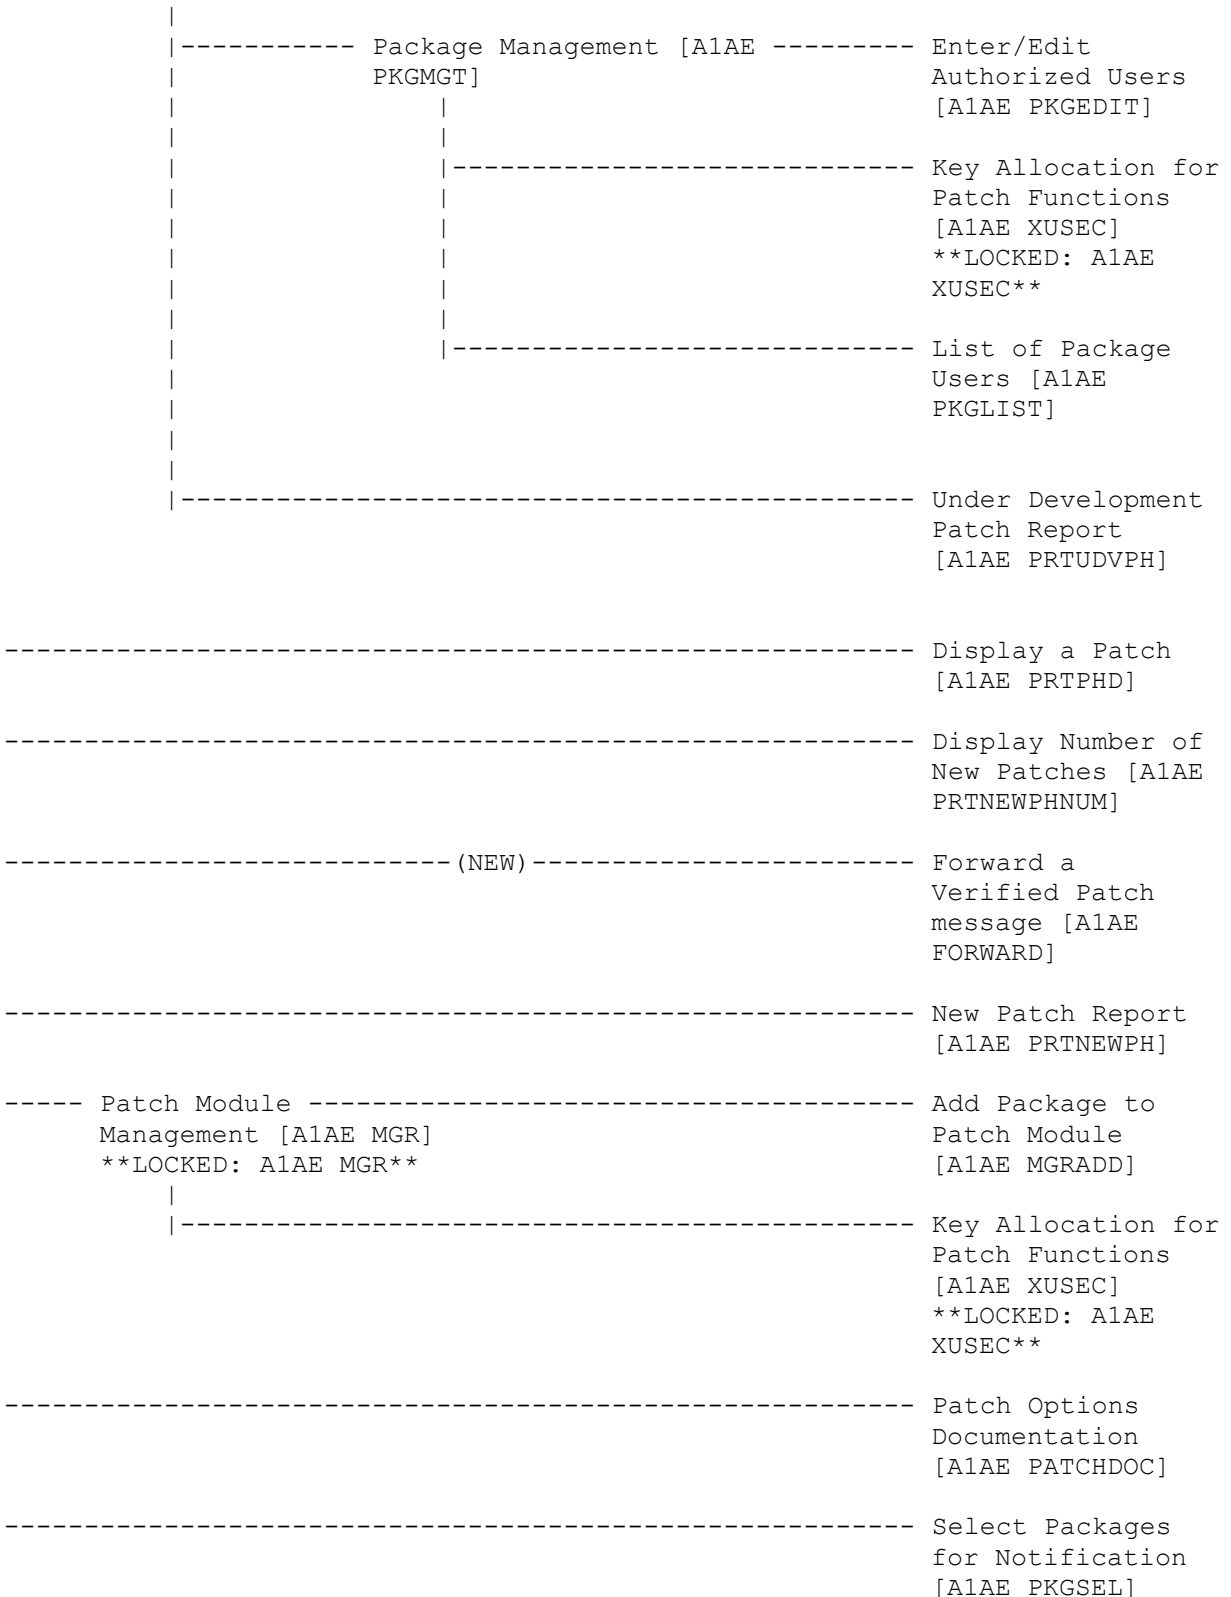 |
|----------- Package Management [A1AE --------- Enter/Edit
| PKGMGT] Authorized Users
| | [A1AE PKGEDIT]
| |
| |----------------------------- Key Allocation for
| | Patch Functions
| | [A1AE XUSEC]
| | **LOCKED: A1AE
| | XUSEC**
| |
| |----------------------------- List of Package
| Users [A1AE
| PKGLIST]
|
|
|---------------------------------------------- Under Development
Patch Report
[A1AE PRTUDVPH]
--------------------------------------------------------- Display a Patch
[A1AE PRTPHD]
--------------------------------------------------------- Display Number of
New Patches [A1AE
PRTNEWPHNUM]
----------------------------(NEW)------------------------ Forward a
Verified Patch
message [A1AE
FORWARD]
--------------------------------------------------------- New Patch Report
[A1AE PRTNEWPH]
----- Patch Module -------------------------------------- Add Package to
Management [A1AE MGR] Patch Module
**LOCKED: A1AE MGR** [A1AE MGRADD]
|
|---------------------------------------------- Key Allocation for
Patch Functions
[A1AE XUSEC]
**LOCKED: A1AE
XUSEC**
--------------------------------------------------------- Patch Options
Documentation
[A1AE PATCHDOC]
--------------------------------------------------------- Select Packages
for Notification
[A1AE PKGSEL]